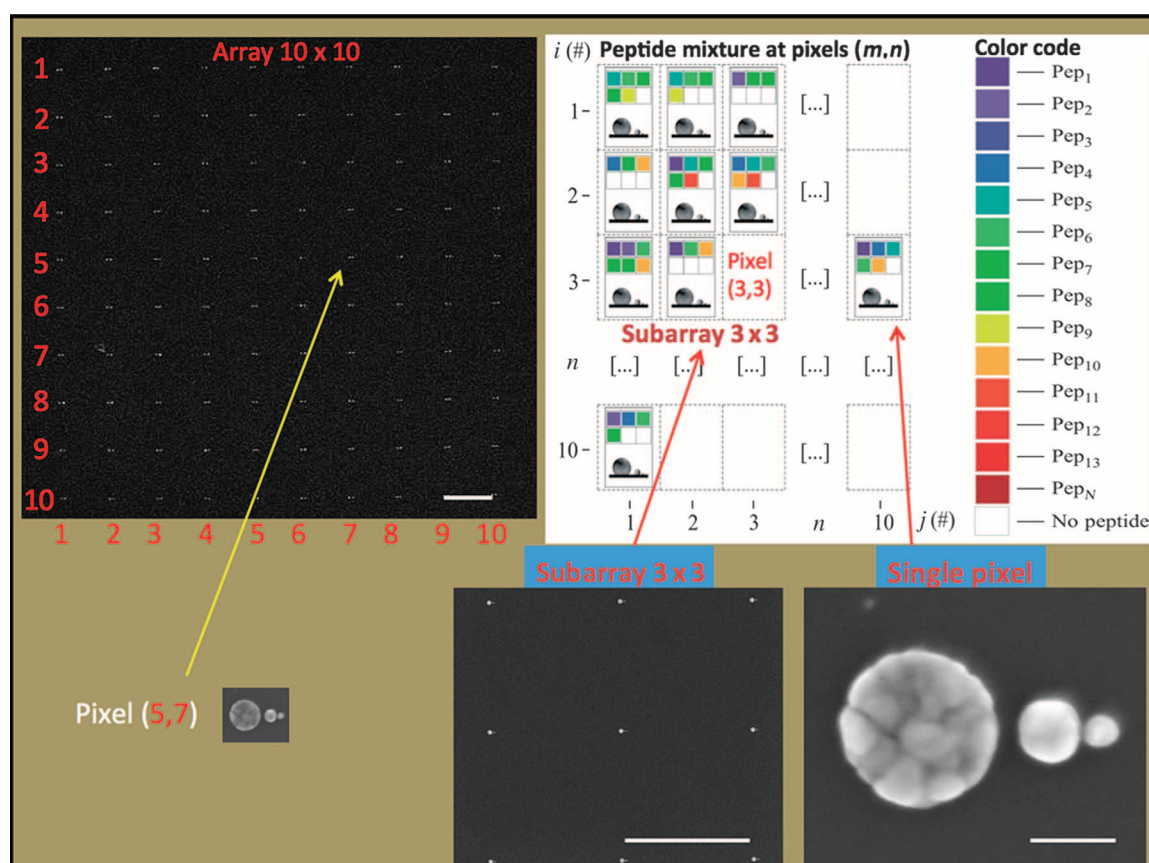 Array 10 x 10
1
2
3
4
5
6
7
8
9
10
1 2 3 4 5 6 7 8 9 10
i (#) Peptide mixture at pixels (m,n)
1 - [...]
2 - [...]
3 - Pixel (3,3) [...]
Subarray 3 x 3
n [...] [...] [...] [...] [...]
10 - [...]
1 2 3 n 10 j (#)
Color code
Pep1
Pep2
Pep3
Pep4
Pep5
Pep6
Pep7
Pep8
Pep9
Pep10
Pep11
Pep12
Pep13
PepN
No peptide
Pixel (5,7)
Subarray 3 x 3
Single pixel